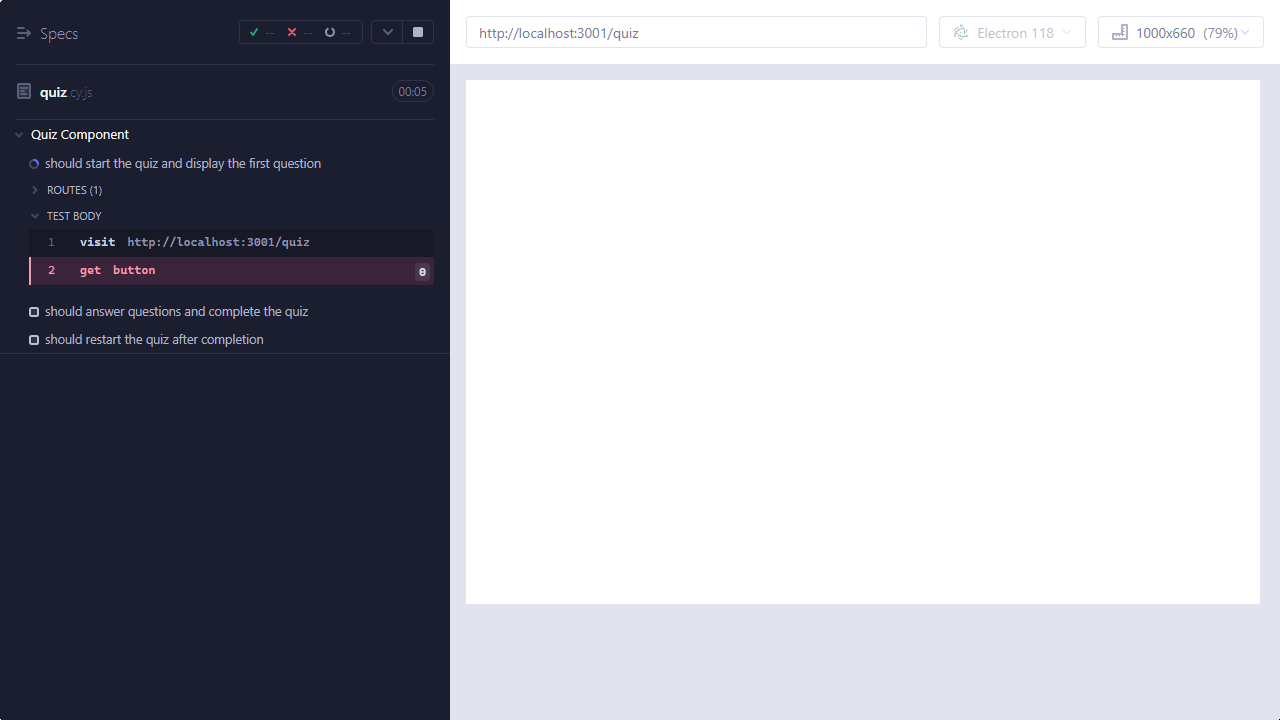 Specs
-- -- --
http://localhost:3001/quiz
Electron 118
1000x660 (79%)
quiz.cy.js
00:05
Quiz Component
should start the quiz and display the first question
ROUTES (1)
TEST BODY
1 visit http://localhost:3001/quiz
2 get button 0
should answer questions and complete the quiz
should restart the quiz after completion